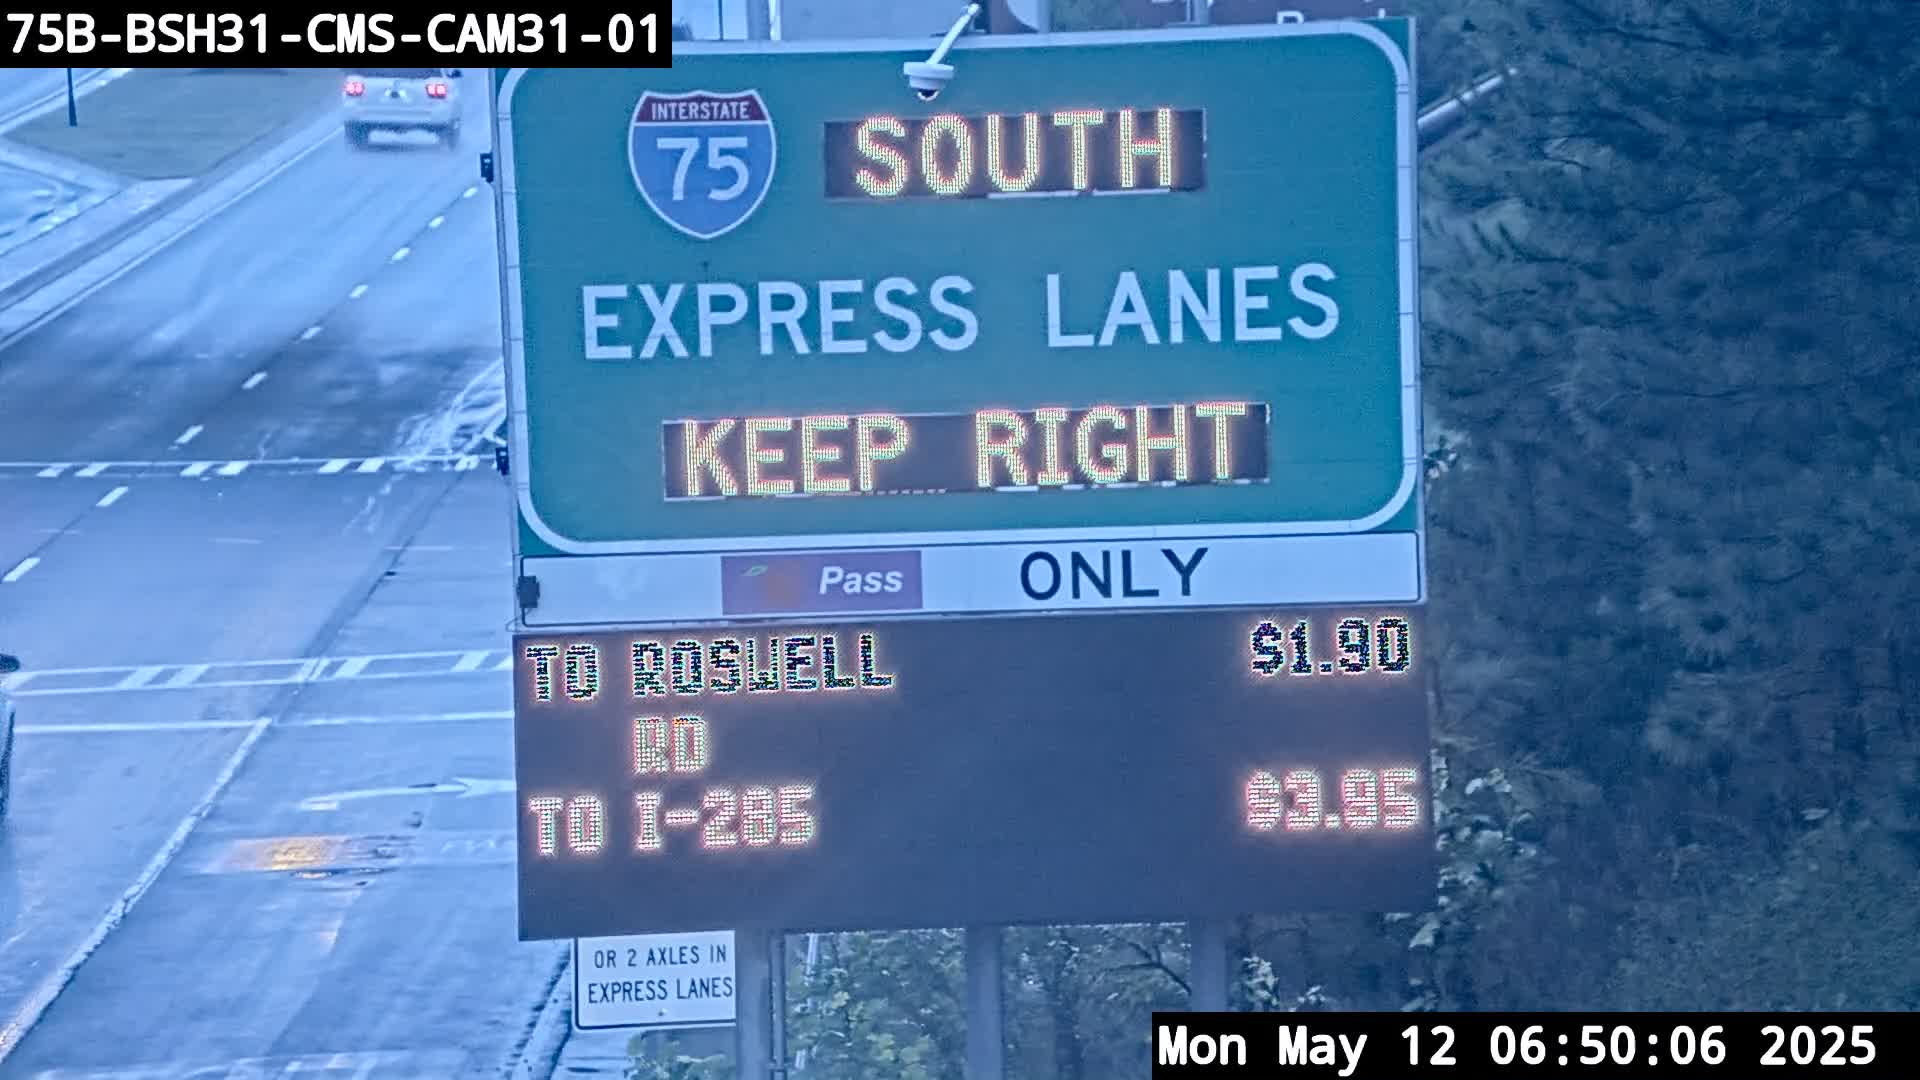 75B-BSH31-CMS-CAM31-01
INTERSTATE
75
SOUTH
EXPRESS LANES
KEEP RIGHT
Pass ONLY
TO ROSWELL $1.90
RD
TO I-285 $3.95
OR 2 AXLES IN
EXPRESS LANES
Mon May 12 06:50:06 2025